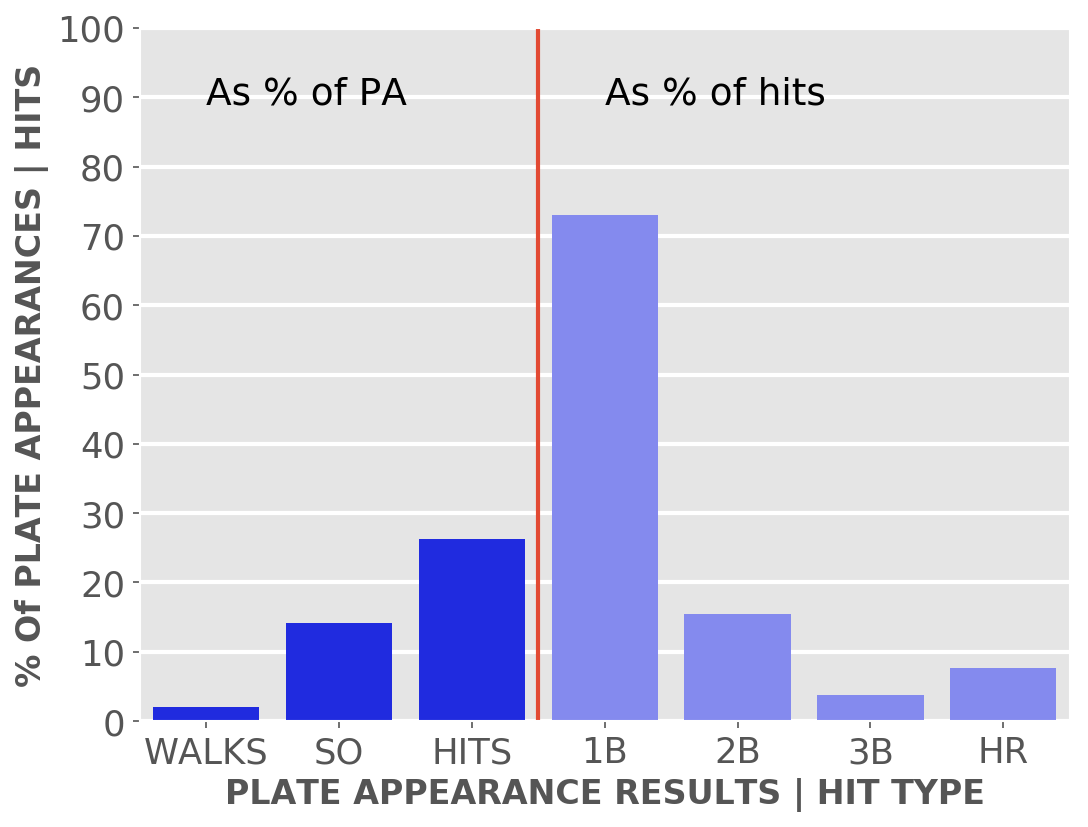 % Of PLATE APPEARANCES | HITS
100
90
80
70
60
50
40
30
20
10
0
As % of PA
As % of hits
WALKS SO HITS 1B 2B 3B HR
PLATE APPEARANCE RESULTS | HIT TYPE